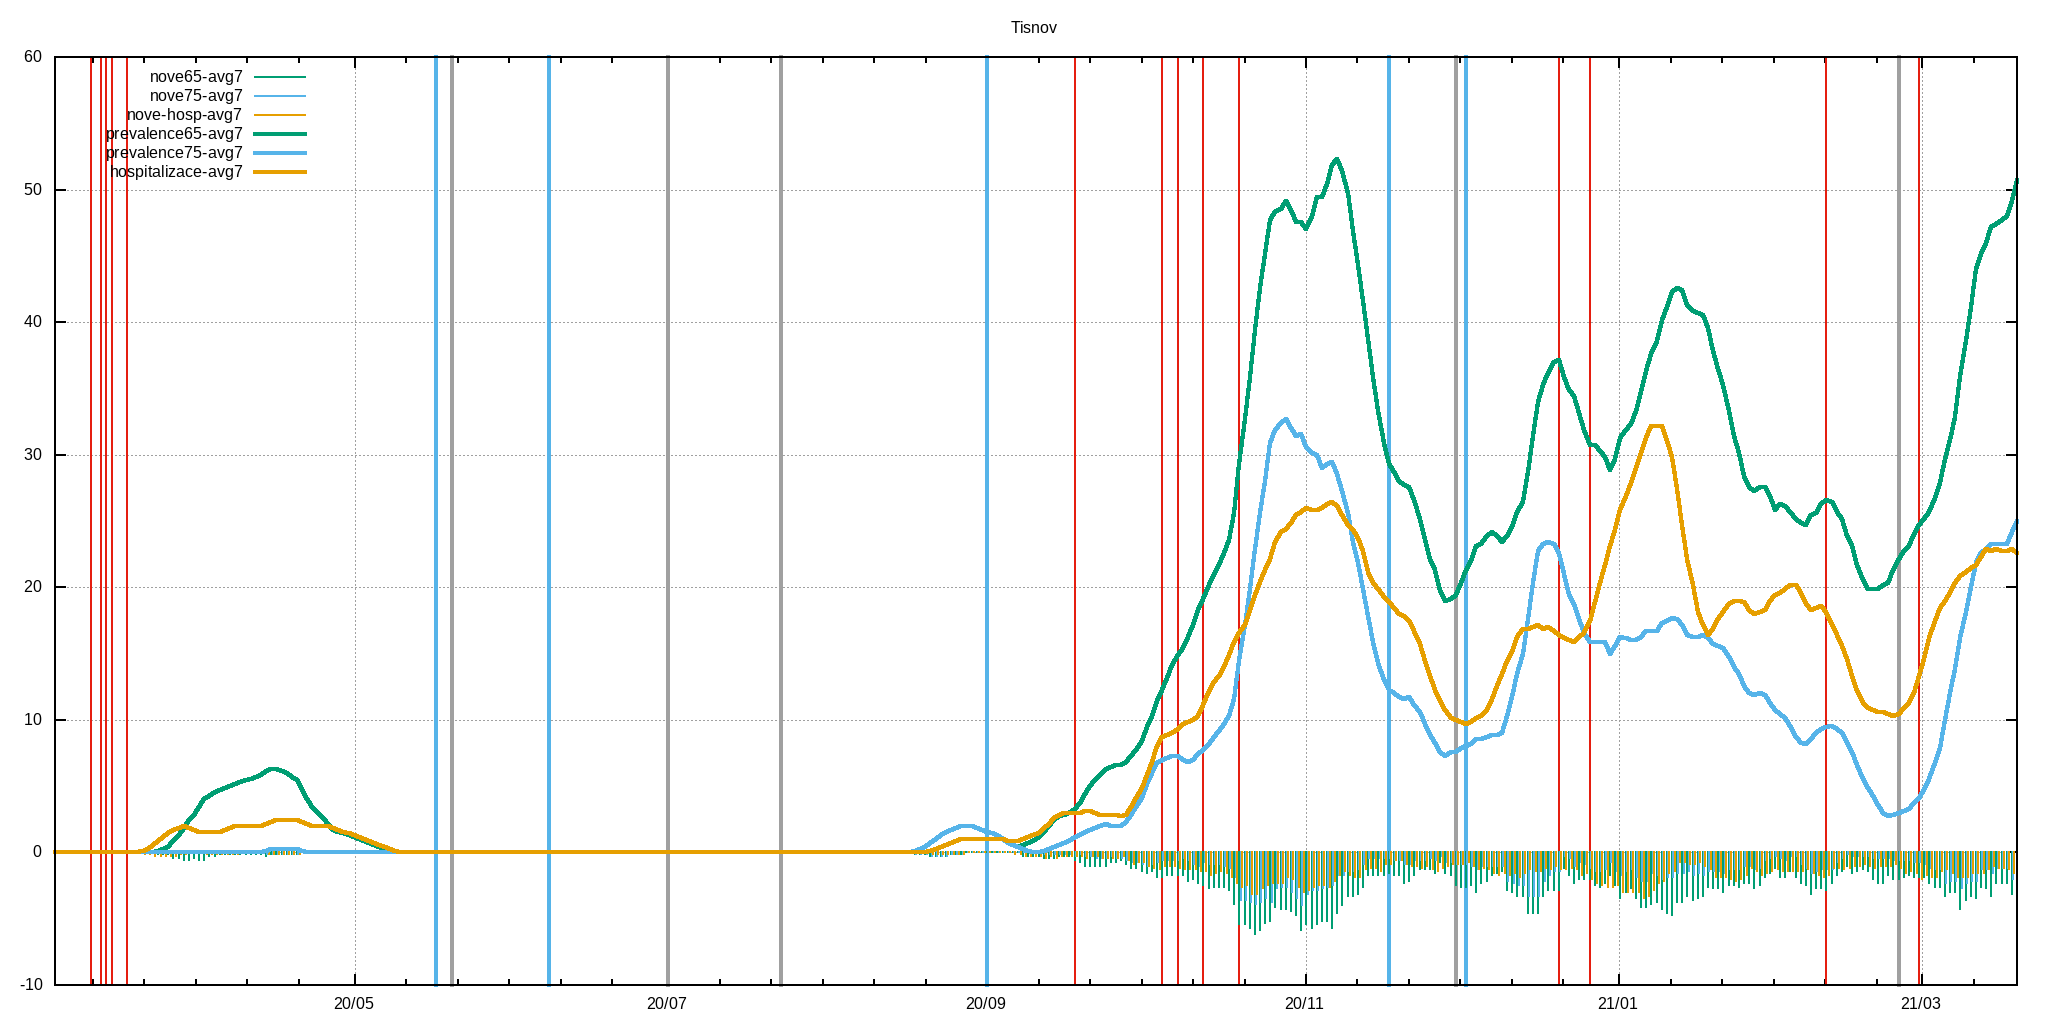 Tisnov
60
50
40
30
20
10
0
-10
nove65-avg7
nove75-avg7
nove-hosp-avg7
prevalence65-avg7
prevalence75-avg7
hospitalizace-avg7
20/05
20/07
20/09
20/11
21/01
21/03